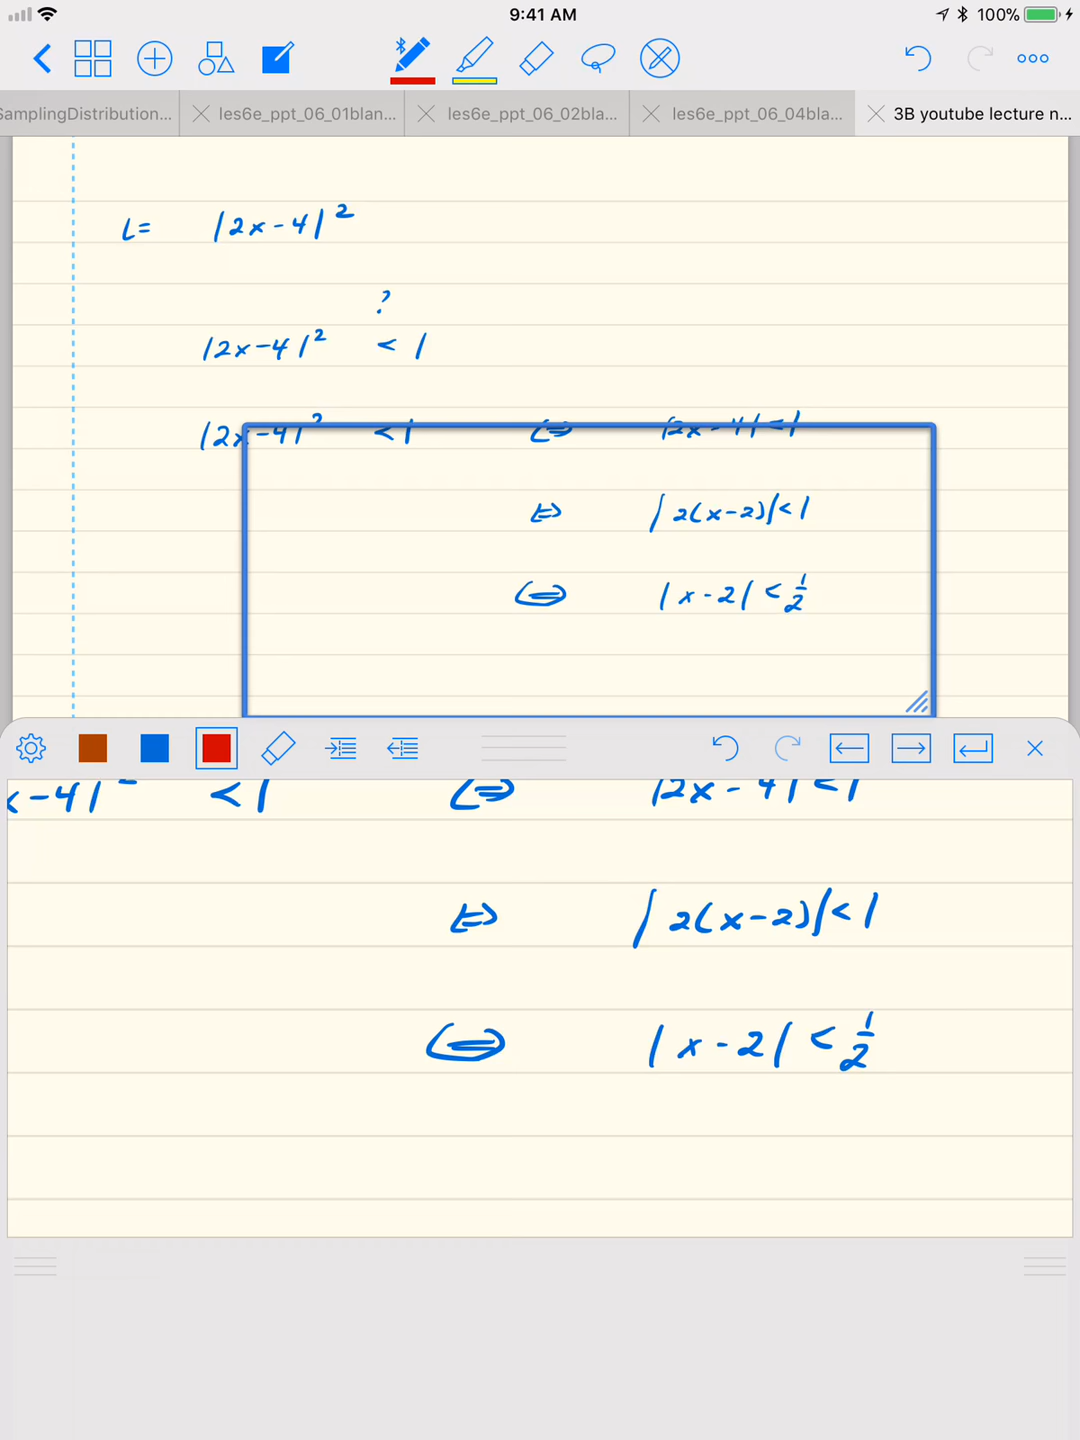 9:41 AM 100%
SamplingDistribution... les6e_ppt_06_01blan... les6e_ppt_06_02bla... les6e_ppt_06_04bla... 3B youtube lecture n...
L= |2x-4|²
?
|2x-4|² < 1
|2x-4|² < 1 ⇔ |2x-4| < 1
⇔ |2(x-2)| < 1
⇔ |x-2| < 1/2
x-4|² < 1 ⇔ |2x-4| < 1
⇔ |2(x-2)| < 1
⇔ |x-2| < 1/2